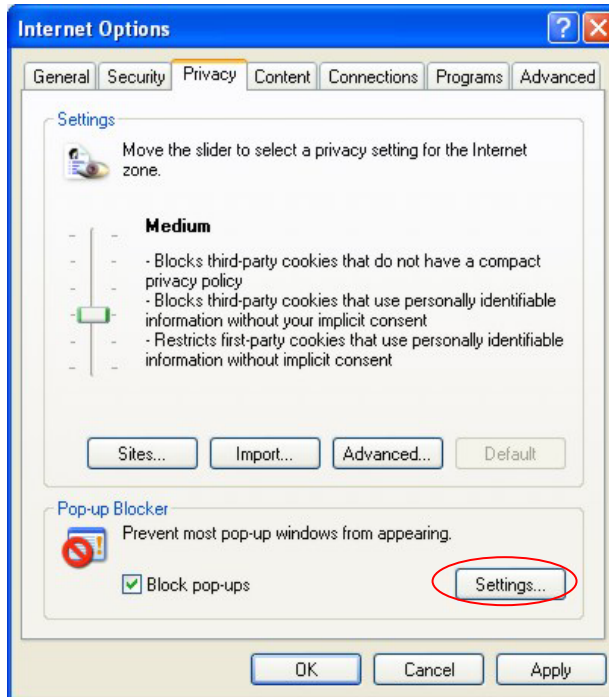 Internet Options
General Security Privacy Content Connections Programs Advanced
Settings
Move the slider to select a privacy setting for the Internet
zone.
Medium
- Blocks third-party cookies that do not have a compact
privacy policy
- Blocks third-party cookies that use personally identifiable
information without your implicit consent
- Restricts first-party cookies that use personally identifiable
information without implicit consent
Sites... Import... Advanced... Default
Pop-up Blocker
Prevent most pop-up windows from appearing.
Block pop-ups Settings...
OK Cancel Apply